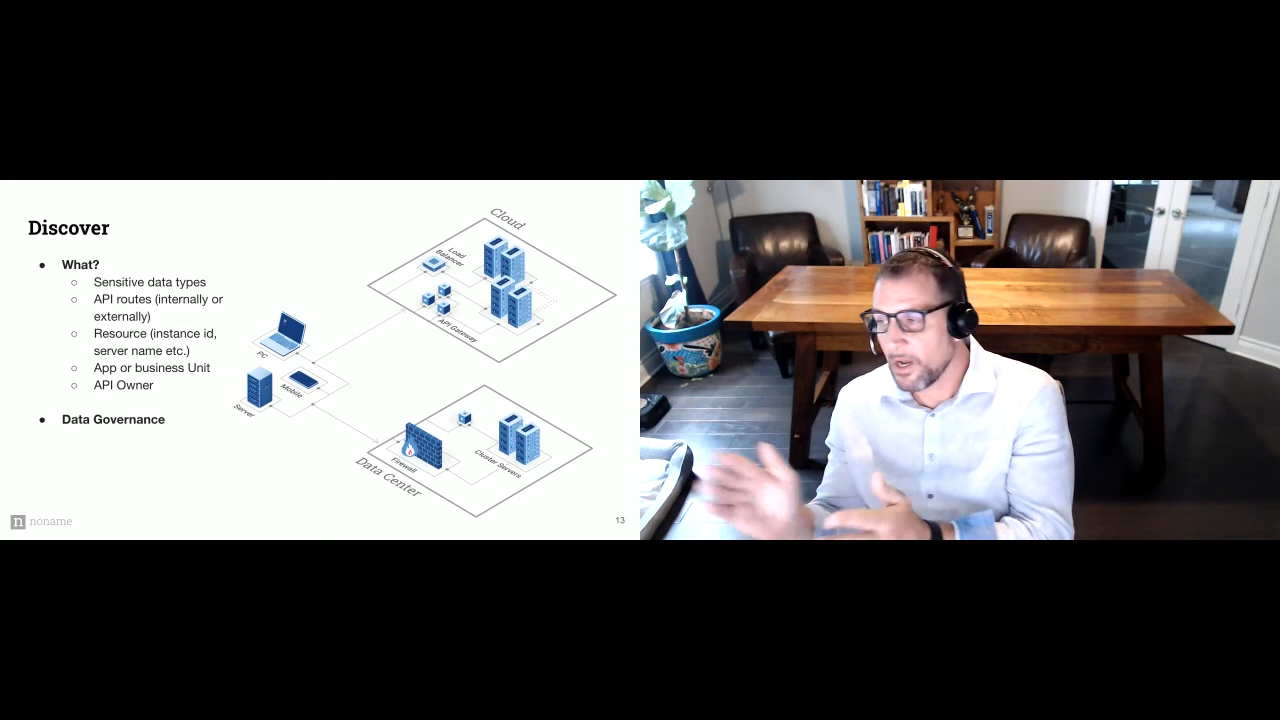 Discover
● What?
○ Sensitive data types
○ API routes (internally or
externally)
○ Resource (instance id,
server name etc.)
○ App or business Unit
○ API Owner
● Data Governance
Cloud
Load
Balancer
API Gateway
PC
Mobile
Server
Firewall
Cluster Servers
Data Center
n noname
13